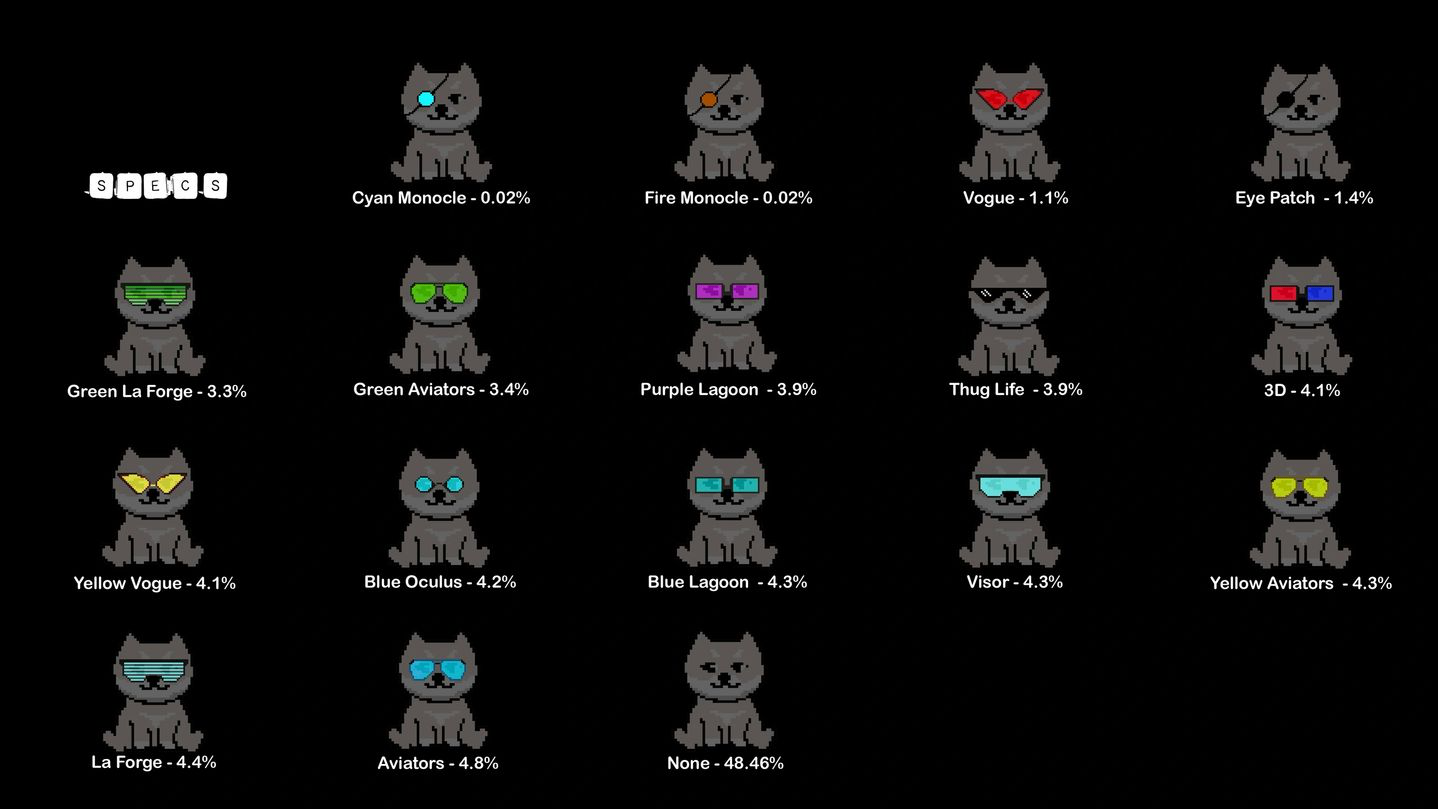 SPECS
Cyan Monocle - 0.02%
Fire Monocle - 0.02%
Vogue - 1.1%
Eye Patch - 1.4%
Green La Forge - 3.3%
Green Aviators - 3.4%
Purple Lagoon - 3.9%
Thug Life - 3.9%
3D - 4.1%
Yellow Vogue - 4.1%
Blue Oculus - 4.2%
Blue Lagoon - 4.3%
Visor - 4.3%
Yellow Aviators - 4.3%
La Forge - 4.4%
Aviators - 4.8%
None - 48.46%